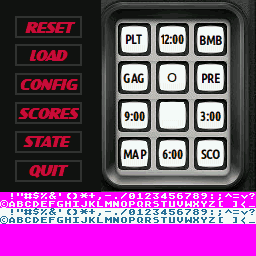 RESET
LOAD
CONFIG
SCORES
STATE
QUIT
PLT 12:00 BMB
GAG O PRE
9:00 3:00
MAP 6:00 SCO
!"#$%&'()*+,-./0123456789:;^=v?
©ABCDEFGHIJKLMNOPQRSTUVWXYZ[ ]<_
!"#$%&'()*+,-./0123456789:;^=v?
©ABCDEFGHIJKLMNOPQRSTUVWXYZ[ ]<_